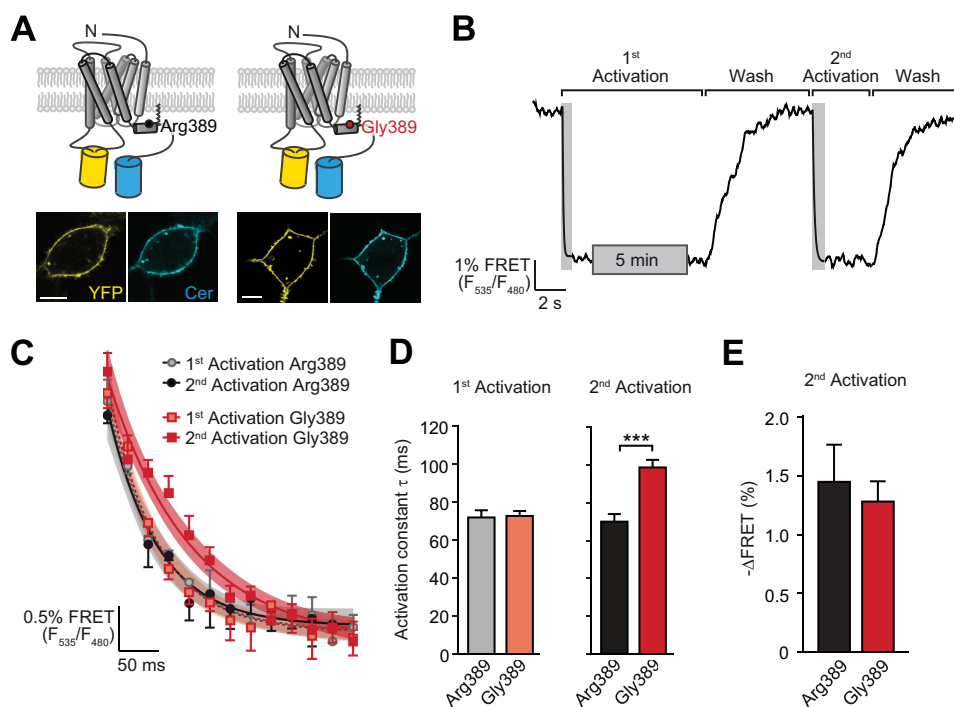 A
N
N
Arg389
Gly389
YFP
Cer
B
1st
Activation
Wash
2nd
Activation
Wash
5 min
1% FRET
(F535/F480)
2 s
C
1st Activation Arg389
2nd Activation Arg389
1st Activation Gly389
2nd Activation Gly389
0.5% FRET
(F535/F480)
50 ms
D
1st Activation
2nd Activation
Activation constant τ (ms)
120
100
80
60
40
20
0
***
Arg389
Gly389
Arg389
Gly389
E
2nd Activation
-ΔFRET (%)
2.0
1.5
1.0
0.5
0
Arg389
Gly389